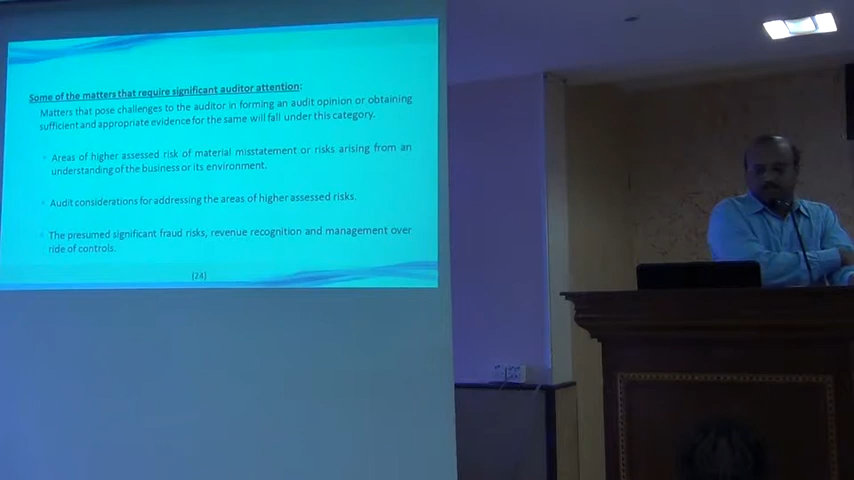 Some of the matters that require significant auditor attention:
Matters that pose challenges to the auditor in forming an audit opinion or obtaining
sufficient and appropriate evidence for the same will fall under this category.
Areas of higher assessed risk of material misstatement or risks arising from an
understanding of the business or its environment.
Audit considerations for addressing the areas of higher assessed risks.
The presumed significant fraud risks, revenue recognition and management over
ride of controls.
(24)